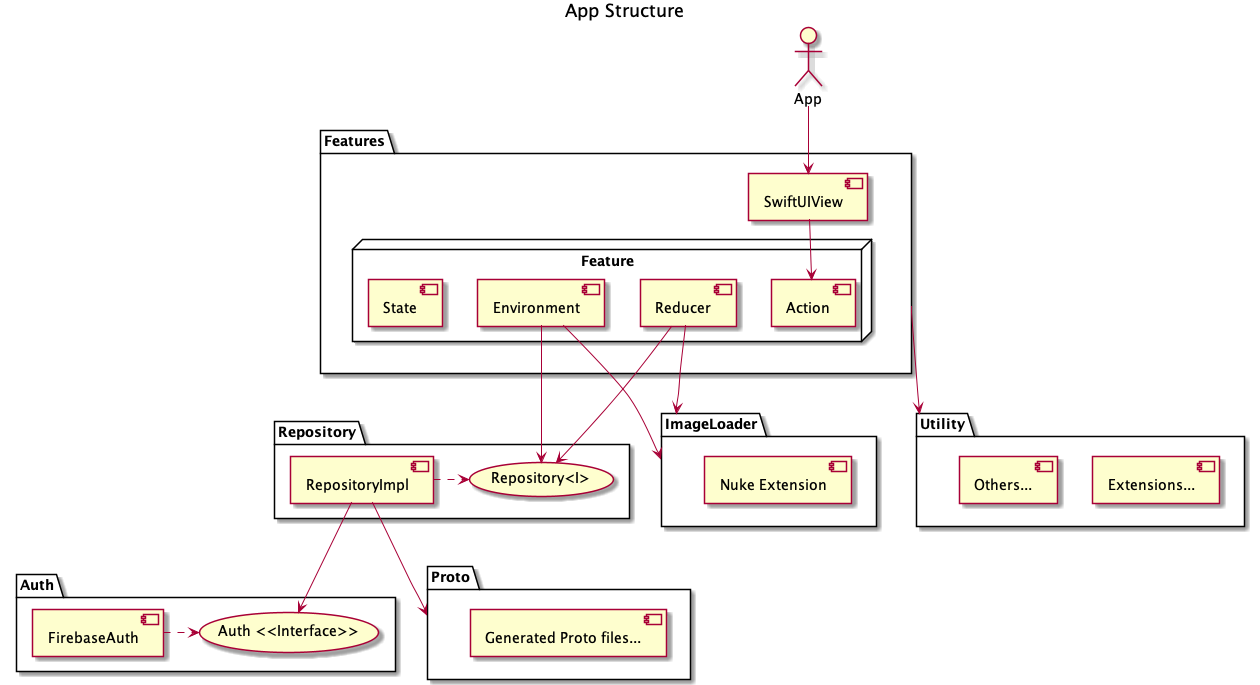 App Structure
App
Features
SwiftUIView
Feature
State
Environment
Reducer
Action
Repository
RepositoryImpl
Repository<I>
ImageLoader
Nuke Extension
Utility
Others...
Extensions...
Auth
FirebaseAuth
Auth <<Interface>>
Proto
Generated Proto files...